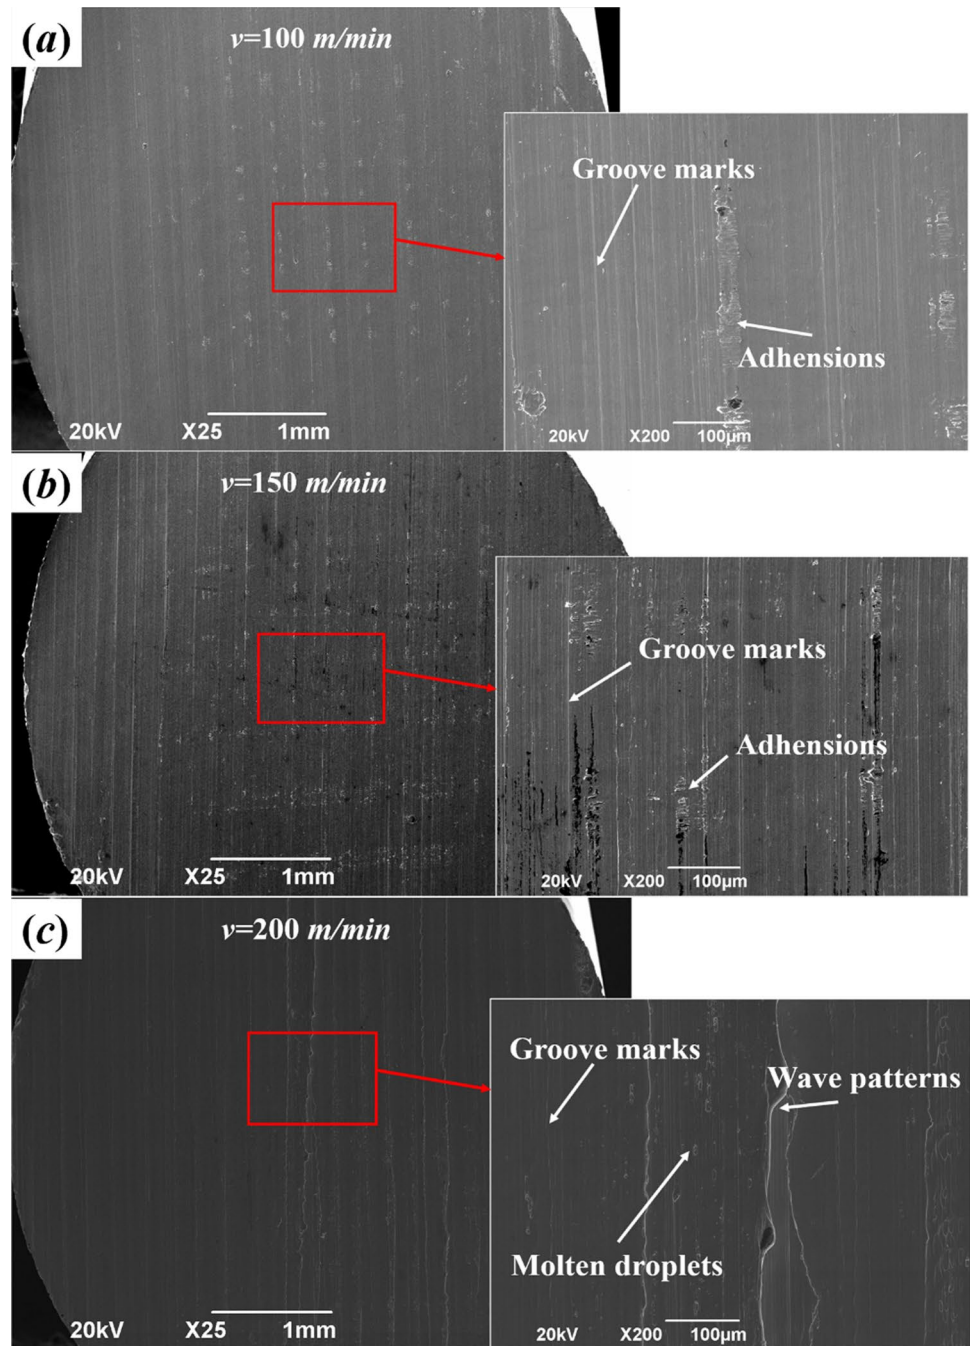 (a)
v=100 m/min
Groove marks
Adhensions
20kV X25 1mm
20kV X200 100µm
(b)
v=150 m/min
Groove marks
Adhensions
20kV X25 1mm
20kV X200 100µm
(c)
v=200 m/min
Groove marks
Wave patterns
Molten droplets
20kV X25 1mm
20kV X200 100µm